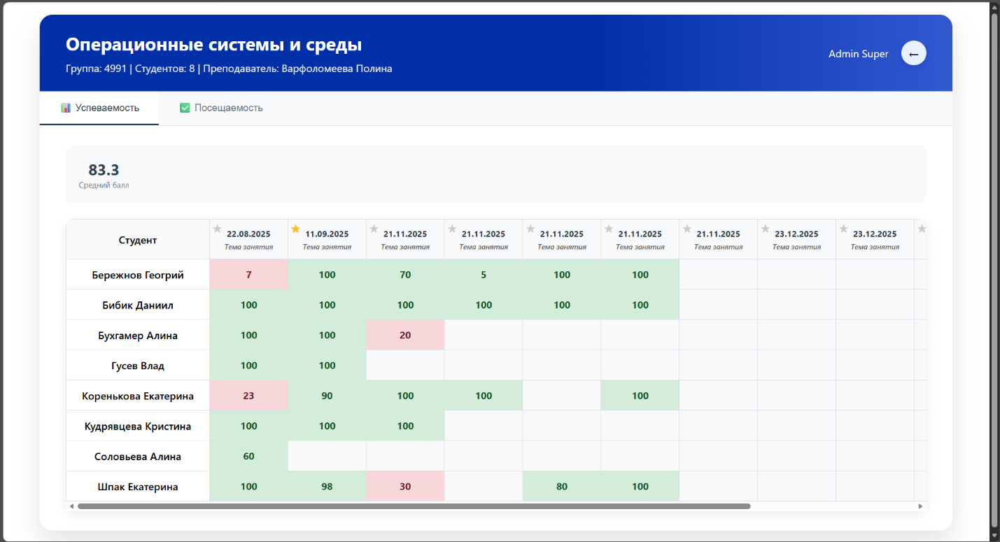 Операционные системы и среды
Группа: 4991 | Студентов: 8 | Преподаватель: Варфоломеева Полина
Admin Super
←
Успеваемость
Посещаемость
83.3
Средний балл
Студент 22.08.2025 11.09.2025 21.11.2025 21.11.2025 21.11.2025 21.11.2025 21.11.2025 23.12.2025 23.12.2025
Тема занятия Тема занятия Тема занятия Тема занятия Тема занятия Тема занятия Тема занятия Тема занятия Тема занятия
Бережнов Геогрий 7 100 70 5 100 100
Бибик Даниил 100 100 100 100 100 100
Бухгамер Алина 100 100 20
Гусев Влад 100 100
Коренькова Екатерина 23 90 100 100 100
Кудрявцева Кристина 100 100 100
Соловьева Алина 60
Шпак Екатерина 100 98 30 80 100